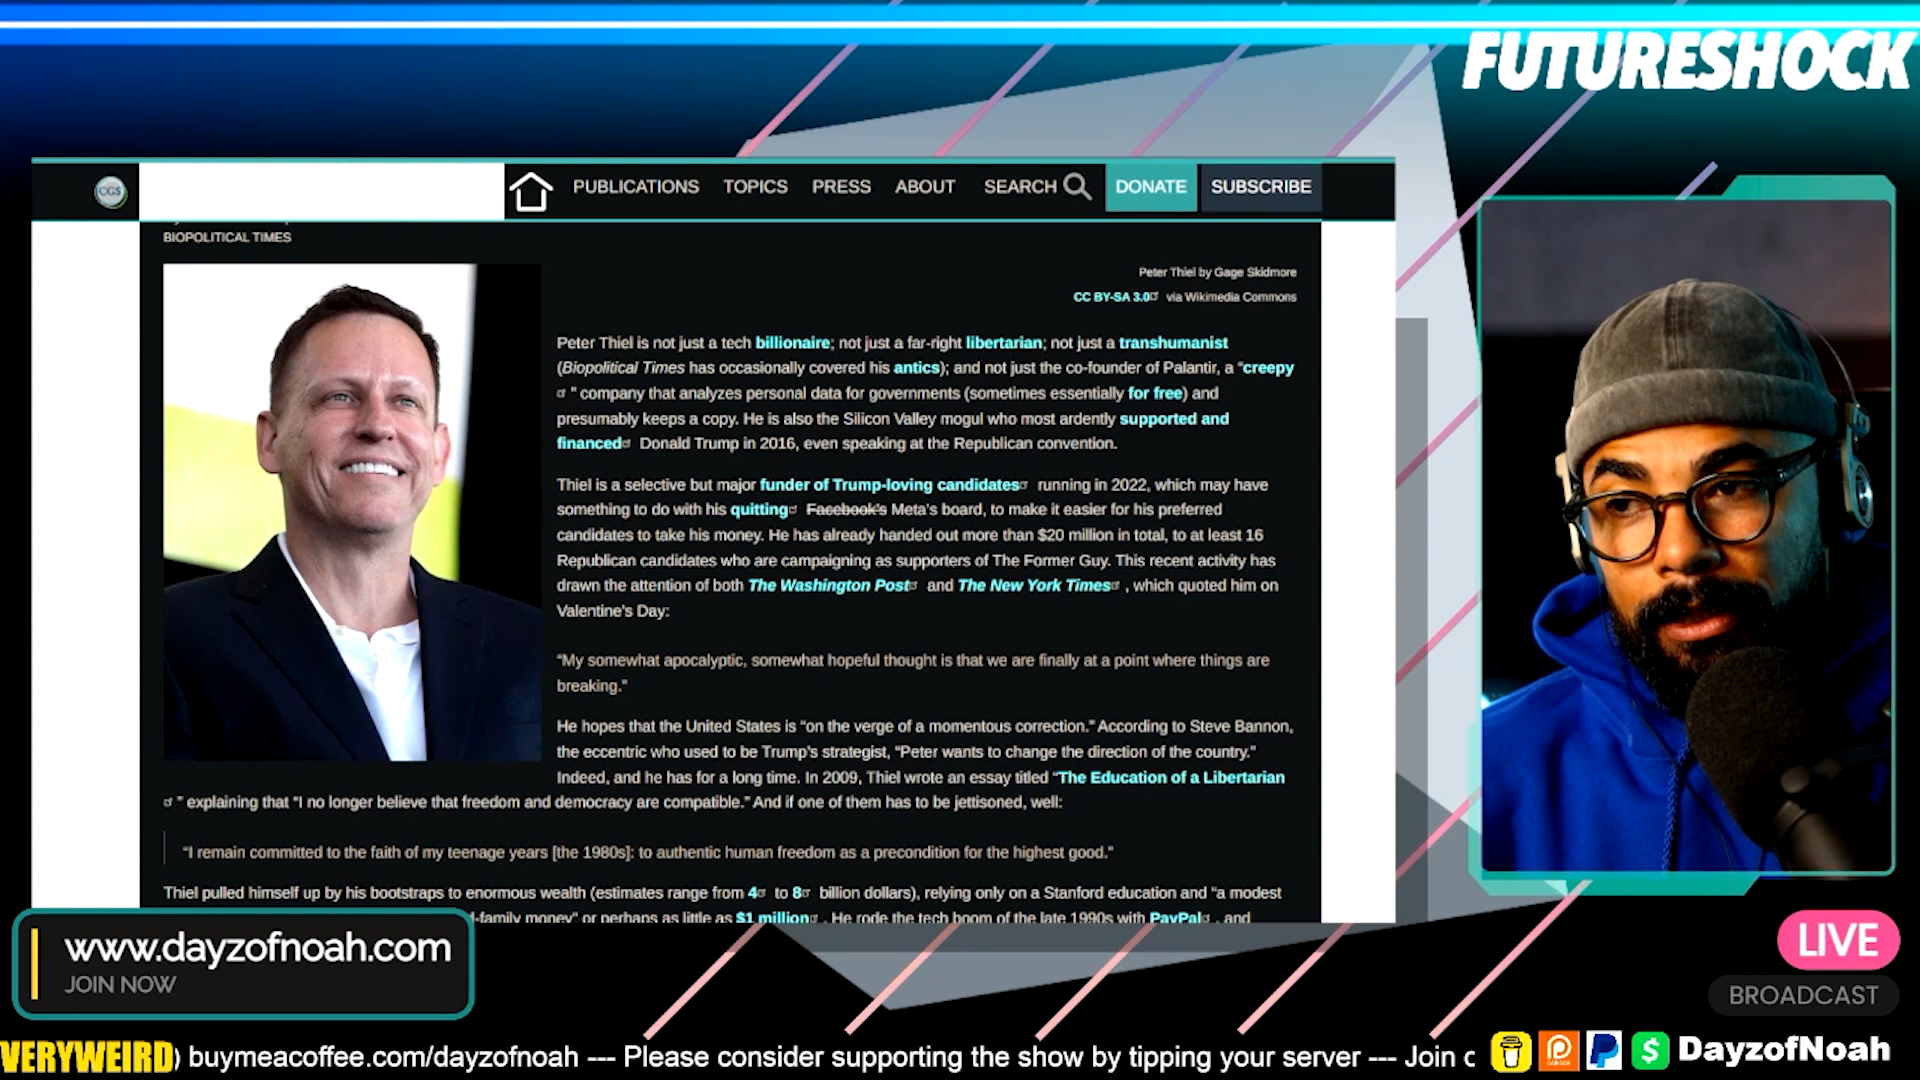 FUTURESHOCK
CGS
PUBLICATIONS TOPICS PRESS ABOUT SEARCH DONATE SUBSCRIBE
BIOPOLITICAL TIMES
Peter Thiel by Gage Skidmore
CC BY-SA 3.0 via Wikimedia Commons
Peter Thiel is not just a tech billionaire; not just a far-right libertarian; not just a transhumanist
(Biopolitical Times has occasionally covered his antics); and not just the co-founder of Palantir, a “creepy
” company that analyzes personal data for governments (sometimes essentially for free) and
presumably keeps a copy. He is also the Silicon Valley mogul who most ardently supported and
financed Donald Trump in 2016, even speaking at the Republican convention.
Thiel is a selective but major funder of Trump-loving candidates running in 2022, which may have
something to do with his quitting Facebook's Meta's board, to make it easier for his preferred
candidates to take his money. He has already handed out more than $20 million in total, to at least 16
Republican candidates who are campaigning as supporters of The Former Guy. This recent activity has
drawn the attention of both The Washington Post and The New York Times , which quoted him on
Valentine's Day:
“My somewhat apocalyptic, somewhat hopeful thought is that we are finally at a point where things are
breaking.”
He hopes that the United States is “on the verge of a momentous correction.” According to Steve Bannon,
the eccentric who used to be Trump's strategist, “Peter wants to change the direction of the country.”
Indeed, and he has for a long time. In 2009, Thiel wrote an essay titled “The Education of a Libertarian
” explaining that “I no longer believe that freedom and democracy are compatible.” And if one of them has to be jettisoned, well:
“I remain committed to the faith of my teenage years [the 1980s]: to authentic human freedom as a precondition for the highest good.”
Thiel pulled himself up by his bootstraps to enormous wealth (estimates range from 4 to 8 billion dollars), relying only on a Stanford education and “a modest
d-family money” or perhaps as little as $1 million . He rode the tech boom of the late 1990s with PayPal , and
www.dayzofnoah.com
JOIN NOW
LIVE
BROADCAST
VERYWEIRD) buymeacoffee.com/dayzofnoah --- Please consider supporting the show by tipping your server --- Join
DayzofNoah